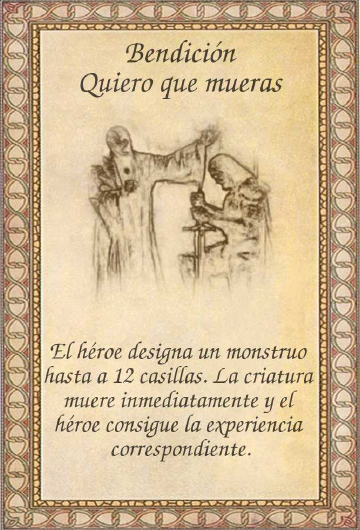 Bendición
Quiero que mueras
El héroe designa un monstruo
hasta a 12 casillas. La criatura
muere inmediatamente y el
héroe consigue la experiencia
correspondiente.